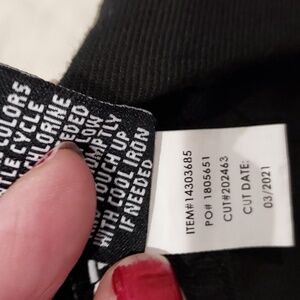 COLORS
CYCLE
CHLORINE
NEEDED
LOW
TOUCH UP
WITH COOL IRON
IF NEEDED
ITEM#14303685
PO# 1805651
CUT#202463
CUT DATE:
03/2021